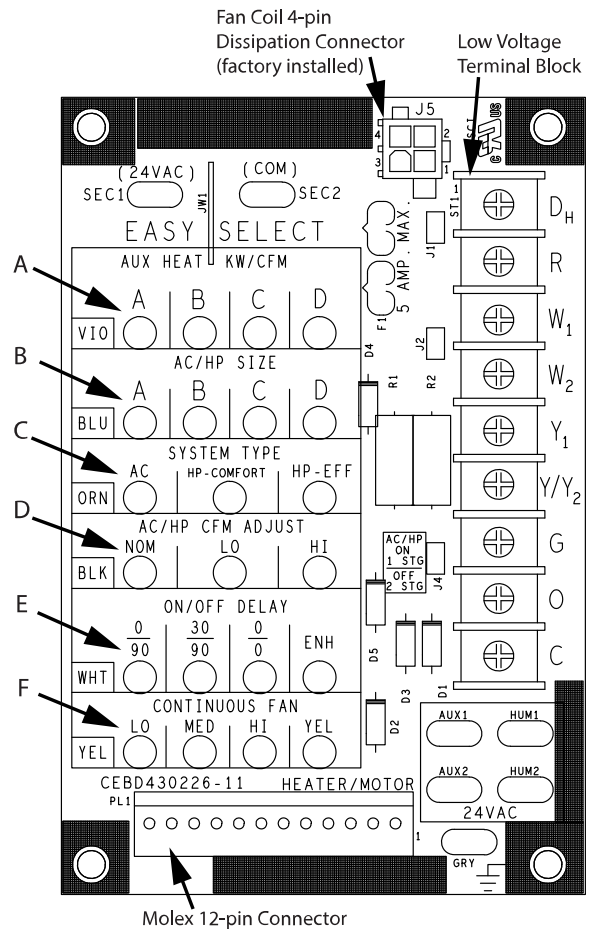 Fan Coil 4-pin
Dissipation Connector
(factory installed)
Low Voltage
Terminal Block
J5
4
2
3
1
SCI
C
US
(24VAC)
SEC1
JW1
(COM)
SEC2
EASY SELECT
5 AMP. MAX.
F1
J1
ST1
1
DH
R
W1
W2
Y1
Y/Y2
G
O
C
A
AUX HEAT KW/CFM
A B C D
VIO
B
AC/HP SIZE
A B C D
BLU
C
SYSTEM TYPE
AC HP-COMFORT HP-EFF
ORN
D
AC/HP CFM ADJUST
NOM LO HI
BLK
E
ON/OFF DELAY
0 30 0 ENH
90 90 0
WHT
F
CONTINUOUS FAN
LO MED HI YEL
YEL
J2
D4
R1
R2
AC/HP
ON
1 STG
OFF
2 STG
J4
D5
D3
D1
D2
AUX1
HUM1
AUX2
HUM2
24VAC
GRY
CEBD430226-11 HEATER/MOTOR
PL1
1
Molex 12-pin Connector